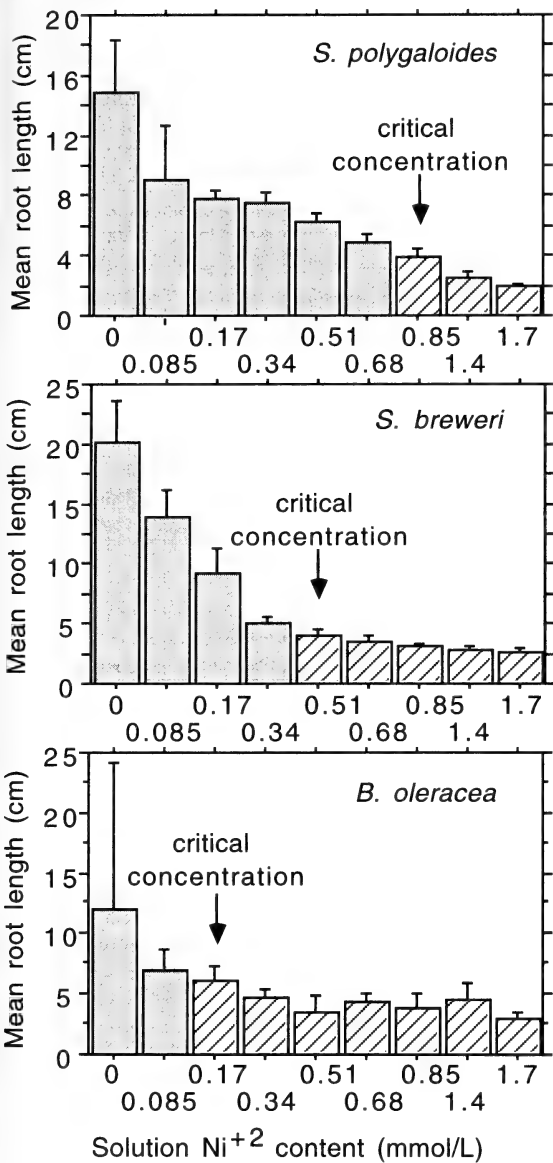 20
16
12
8
4
0
Mean root length (cm)
S. polygaloides
critical
concentration
0 0.17 0.51 0.85 1.7
0.085 0.34 0.68 1.4
25
20
15
10
5
0
Mean root length (cm)
S. breweri
critical
concentration
0 0.17 0.51 0.85 1.7
0.085 0.34 0.68 1.4
25
20
15
10
5
0
Mean root length (cm)
B. oleracea
critical
concentration
0 0.17 0.51 0.85 1.7
0.085 0.34 0.68 1.4
Solution Ni+2 content (mmol/L)